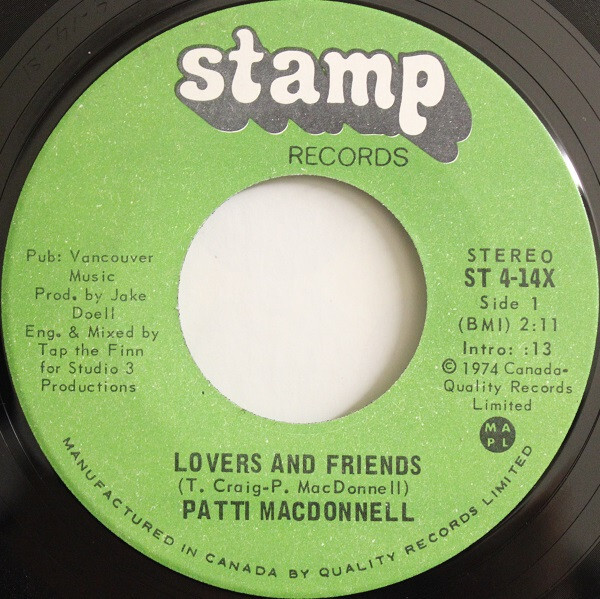 stamp
RECORDS
Pub: Vancouver
Music
Prod. by Jake
Doell
Eng. & Mixed by
Tap the Finn
for Studio 3
Productions
STEREO
ST 4-14X
Side 1
(BMI) 2:11
Intro: :13
© 1974 Canada-
Quality Records
Limited
MA
PL
LOVERS AND FRIENDS
(T. Craig-P. MacDonnell)
PATTI MACDONNELL
MANUFACTURED IN CANADA BY QUALITY RECORDS LIMITED